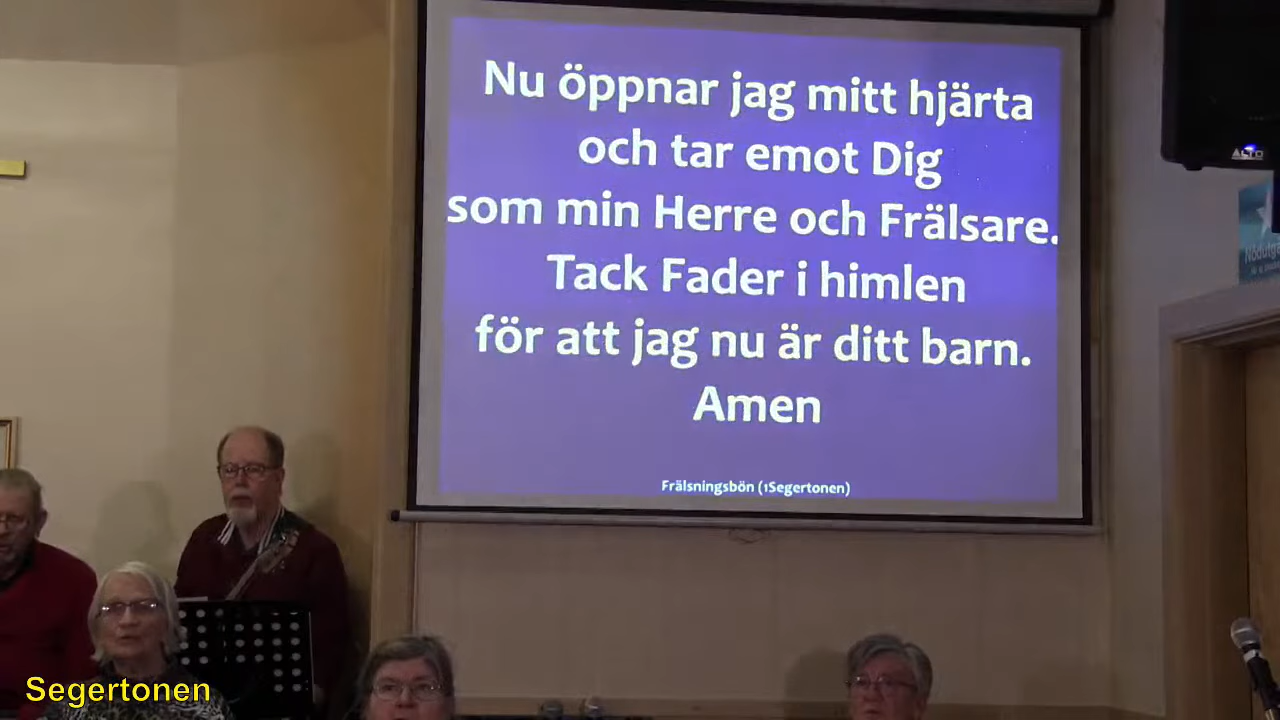 Nu öppnar jag mitt hjärta
och tar emot Dig
som min Herre och Frälsare.
Tack Fader i himlen
för att jag nu är ditt barn.
Amen
Frälsningsbön (1Segertonen)
ALTO
Segertonen